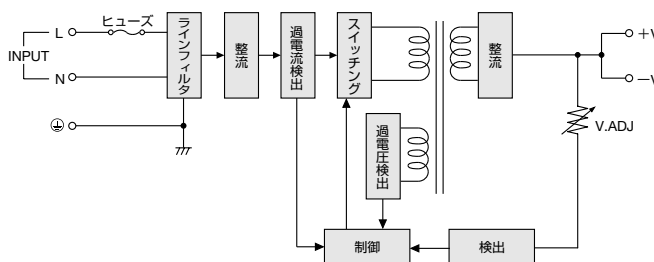 ヒューズ
L
INPUT
N
ラインフィルタ
整流
過電流検出
スイッチング
整流
+V
−V
V.ADJ
過電圧検出
制御
検出